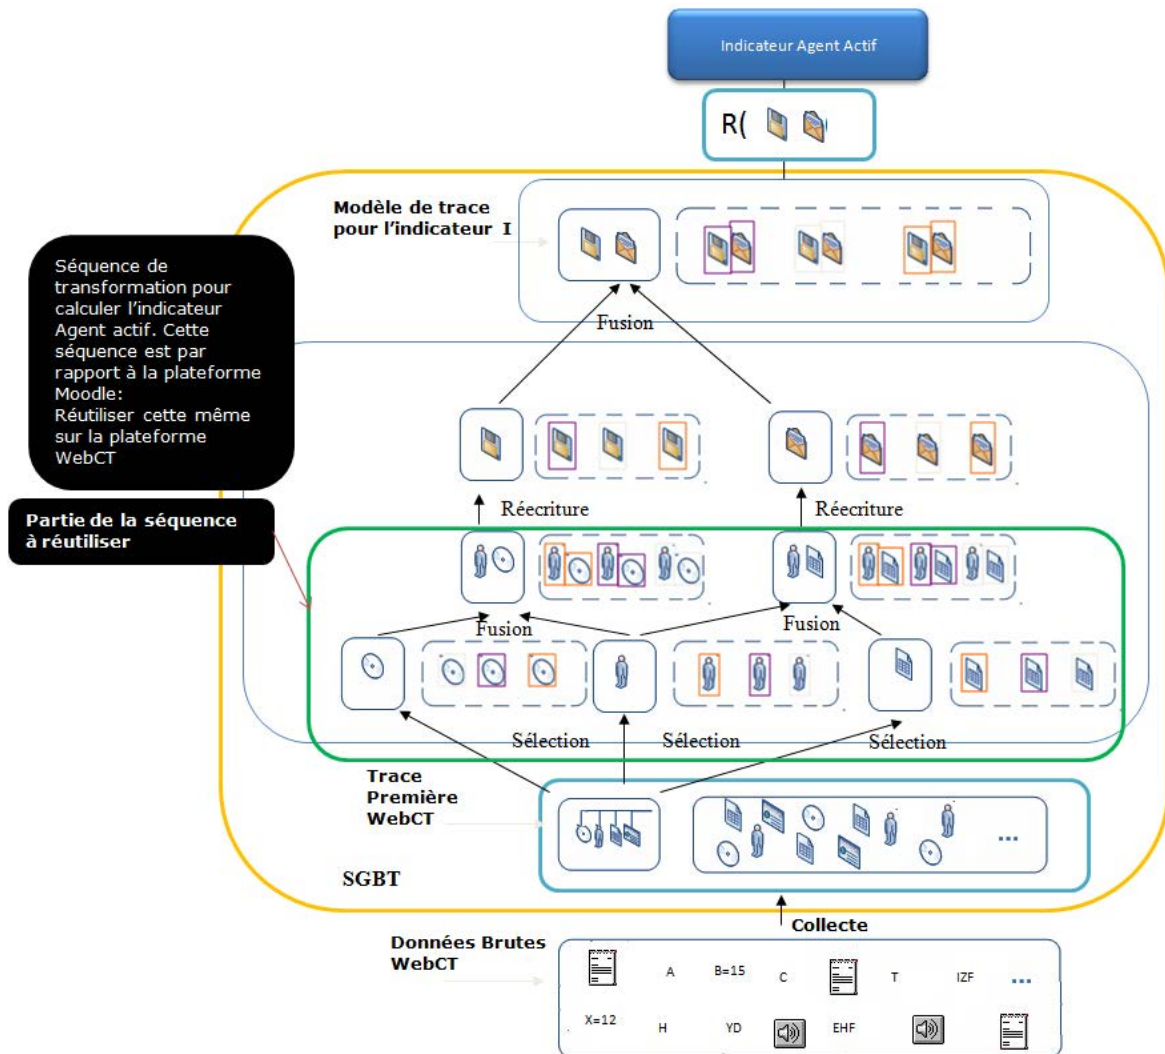 Indicateur Agent Actif
R(
Modèle de trace
pour l'indicateur I
Séquence de
transformation pour
calculer l'indicateur
Agent actif. Cette
séquence est par
rapport à la plateforme
Moodle:
Réutiliser cette même
sur la plateforme
WebCT
Fusion
Réecriture
Réecriture
Partie de la séquence
à réutiliser
Fusion
Fusion
Sélection
Sélection
Sélection
Trace
Première
WebCT
...
SGBT
Collecte
Données Brutes
WebCT
A B=15 C T IZF ...
X=12 H YD EHF